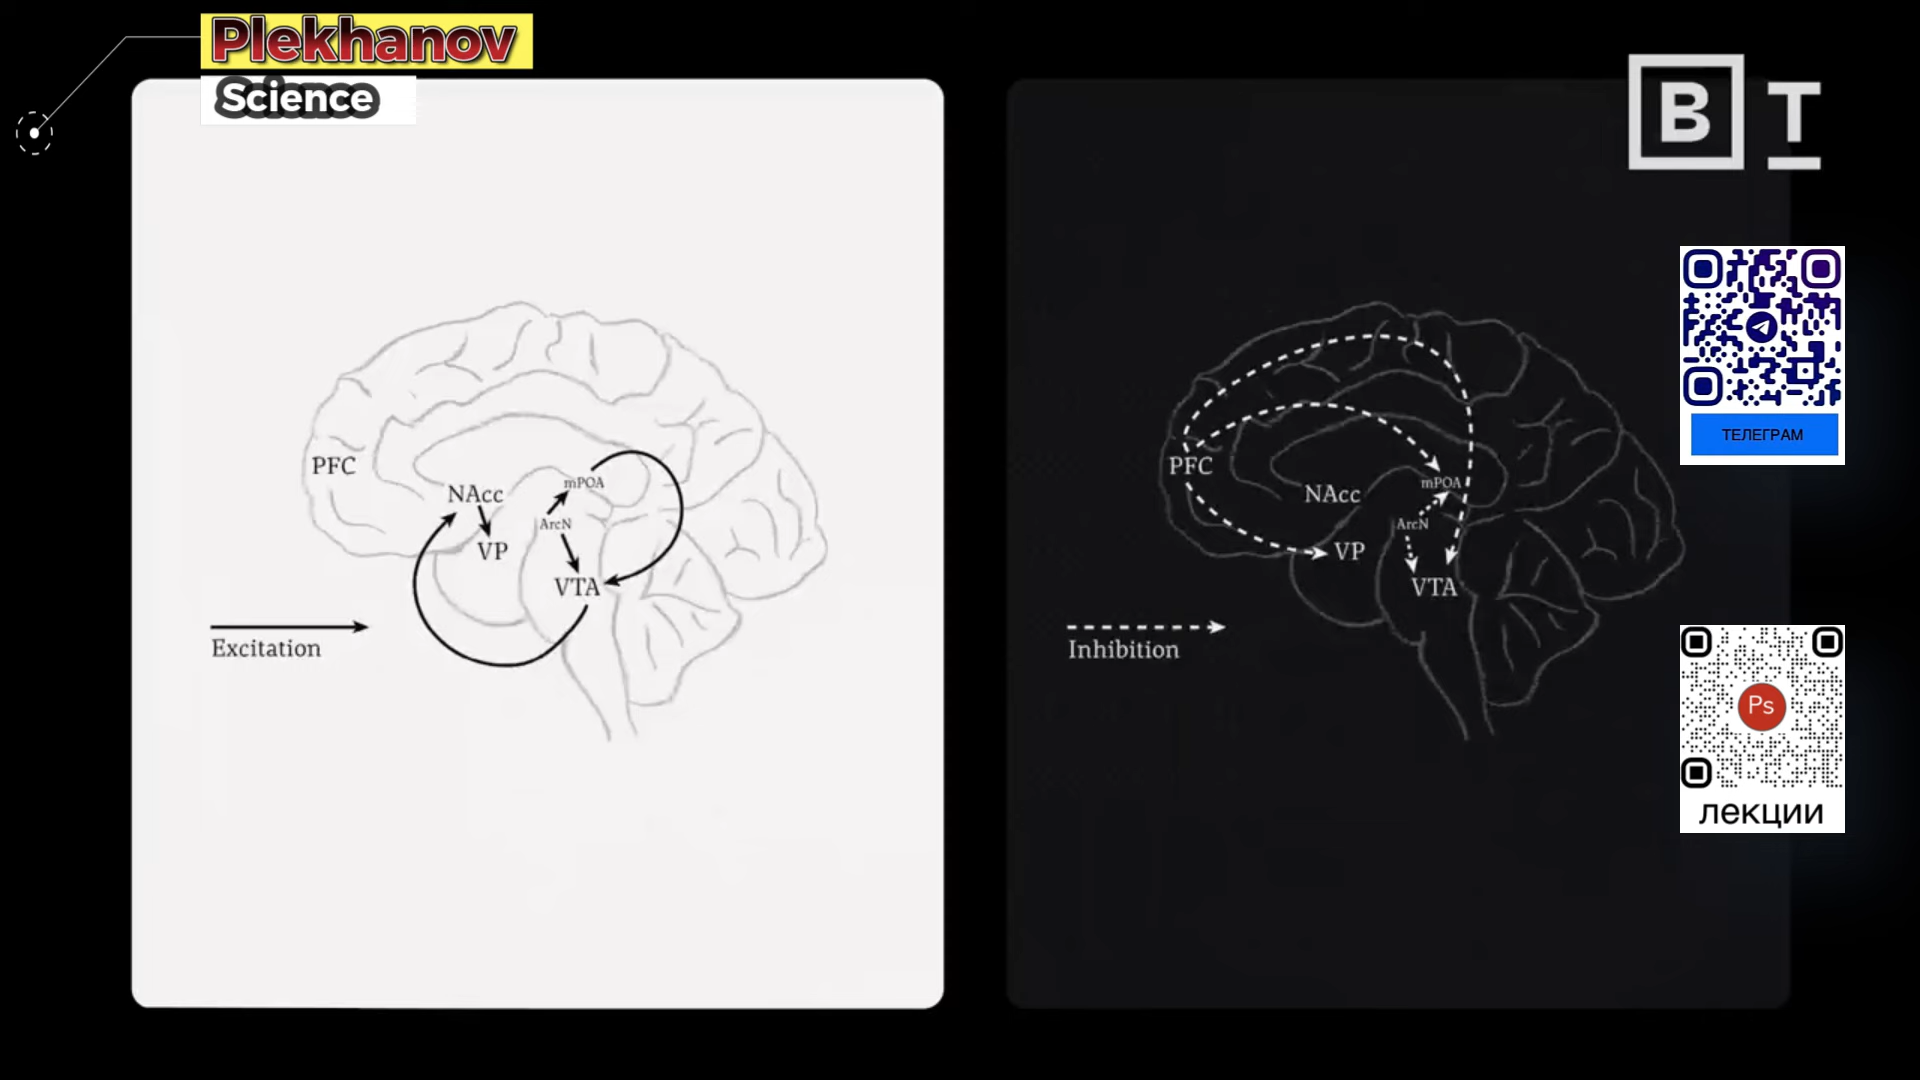 Plekhanov
Science
PFC
NAcc
mPOA
ArcN
VP
VTA
Excitation
PFC
NAcc
mPOA
ArcN
VP
VTA
Inhibition
B T
ТЕЛЕГРАМ
Ps
лекции